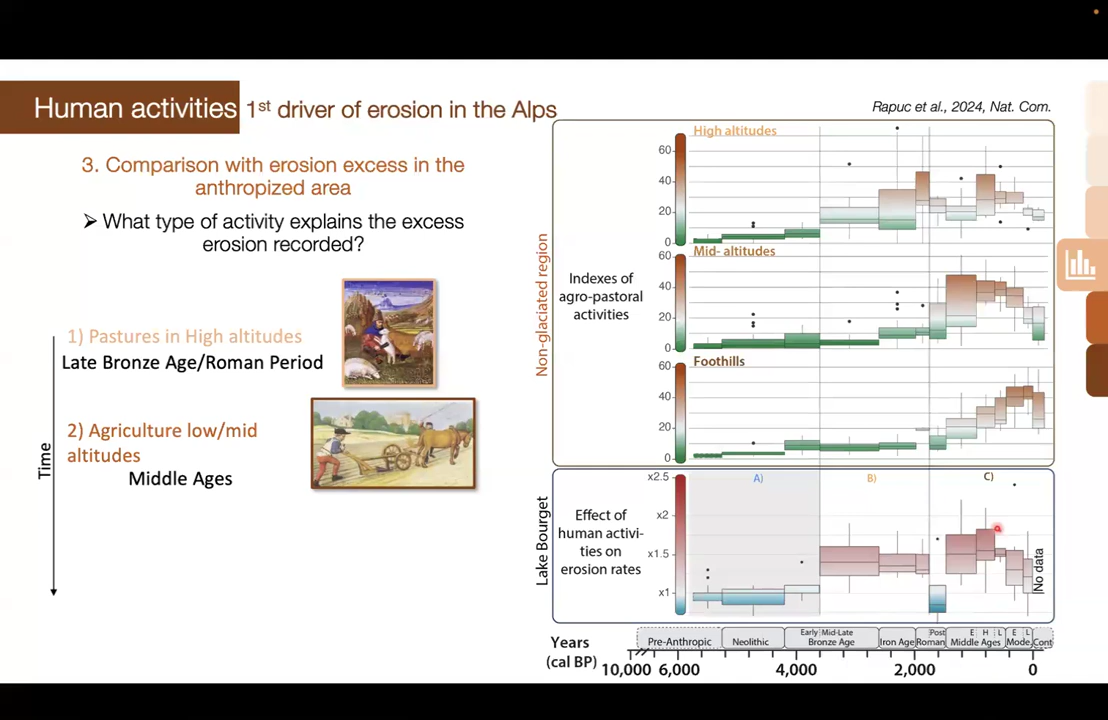 Human activities 1st driver of erosion in the Alps
Rapuc et al., 2024, Nat. Com.
3. Comparison with erosion excess in the
anthropized area
➤ What type of activity explains the excess
erosion recorded?
1) Pastures in High altitudes
Late Bronze Age/Roman Period
2) Agriculture low/mid
altitudes
Middle Ages
Time
Non-glaciated region
Indexes of
agro-pastoral
activities
High altitudes
60
40
20
0
Mid- altitudes
60
40
20
0
Foothills
60
40
20
0
Lake Bourget
Effect of
human activi-
ties on
erosion rates
x2.5
x2
x1.5
x1
A)
B)
C)
No data
Years
(cal BP)
Pre-Anthropic
Neolithic
Early Mid-Late
Bronze Age
Iron Age
Post
Roman
E H L
Middle Ages
E L
Mode.
Cont
10,000 6,000 4,000 2,000 0